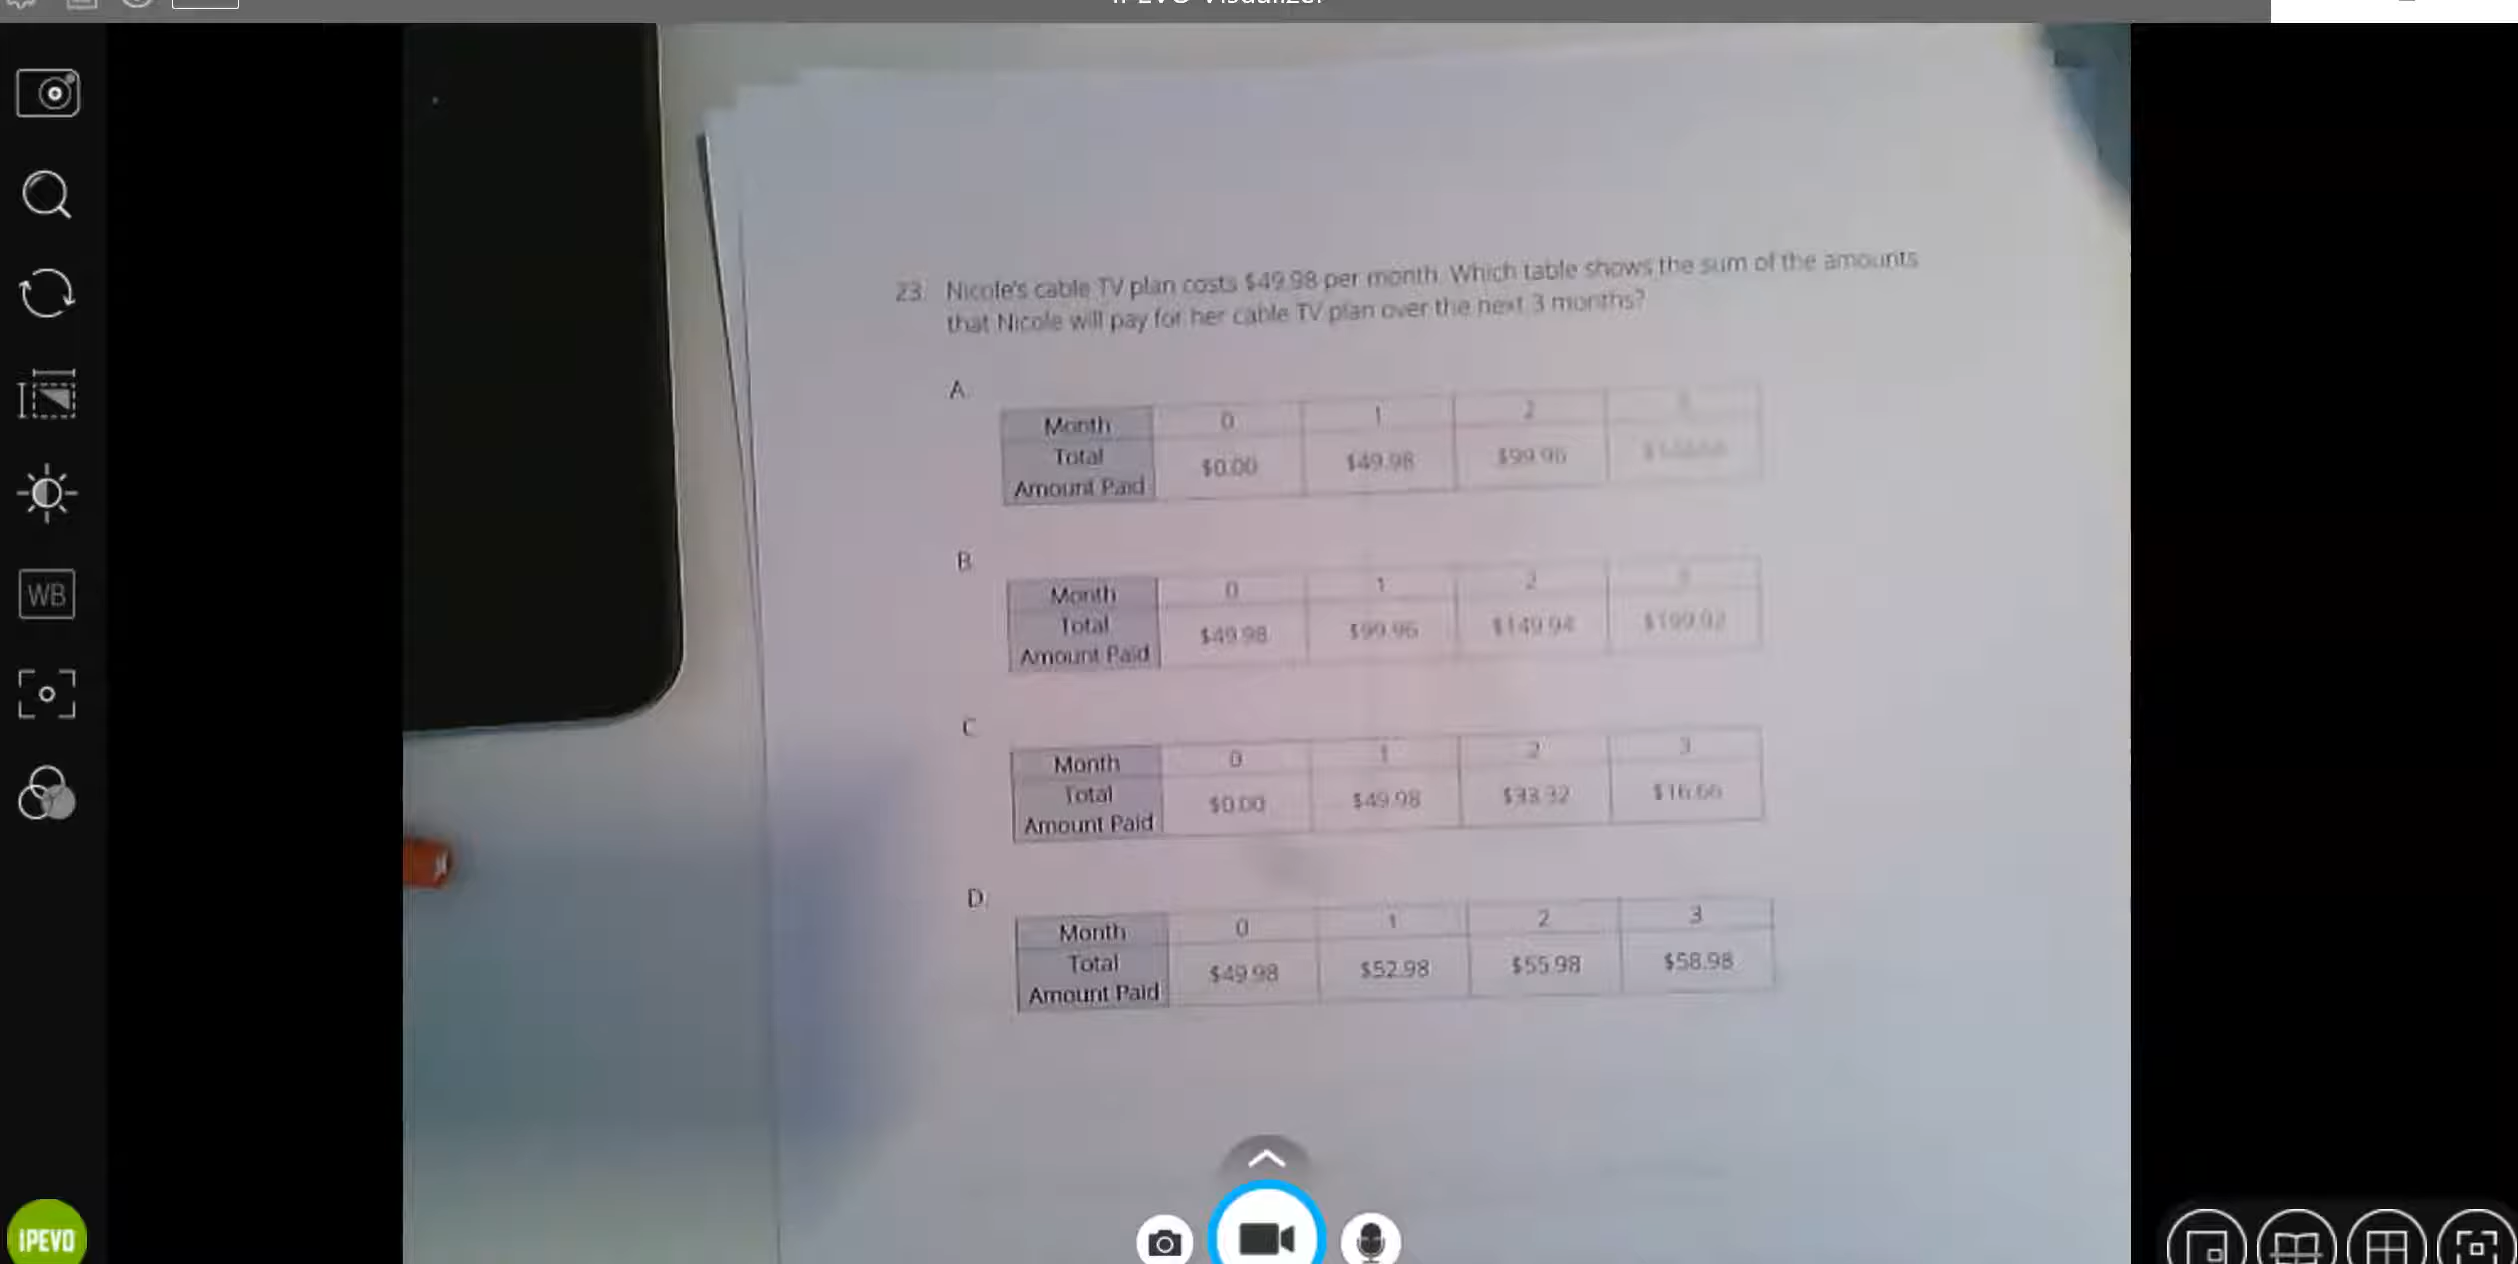 23. Nicole's cable TV plan costs $49.98 per month. Which table shows the sum of the amounts
that Nicole will pay for her cable TV plan over the next 3 months?
A.
Month 0 1 2
Total Amount Paid $0.00 $49.98 $99.96
B.
Month 0 1 2
Total Amount Paid $49.98 $99.96 $149.94 $199.92
C.
Month 0 1 2 3
Total Amount Paid $0.00 $49.98 $33.32 $16.66
D.
Month 0 1 2 3
Total Amount Paid $49.98 $52.98 $55.98 $58.98
WB
iPEVO